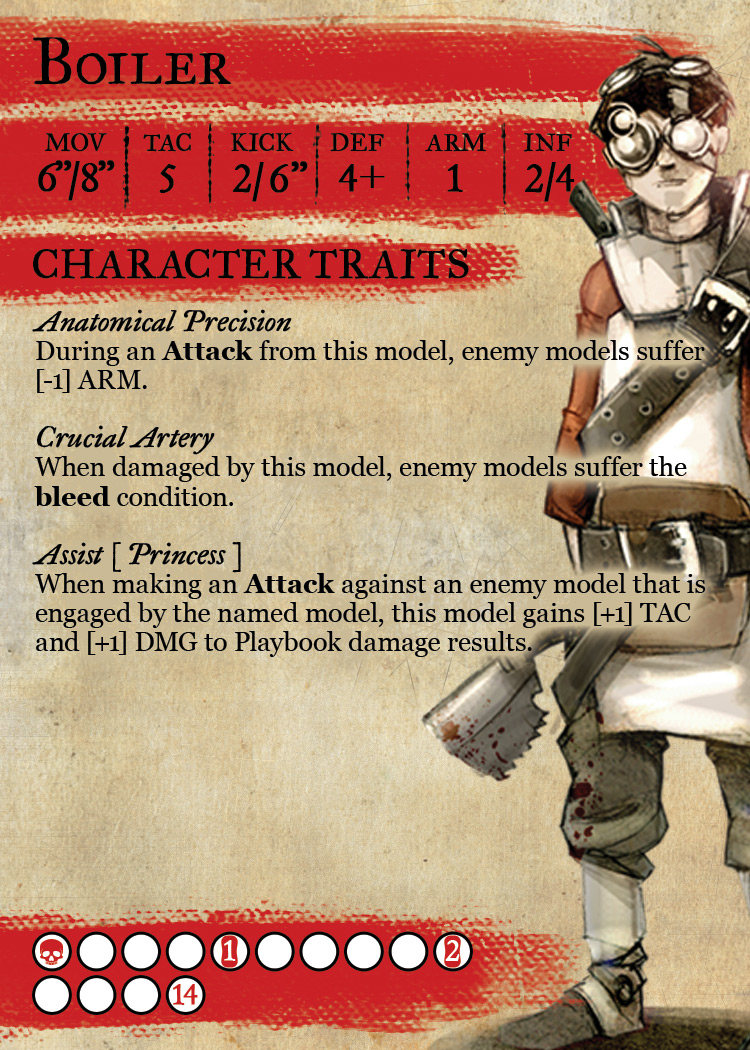 Boiler
MOV TAC KICK DEF ARM INF
6”/8” 5 2/6” 4+ 1 2/4
CHARACTER TRAITS
Anatomical Precision
During an Attack from this model, enemy models suffer
[-1] ARM.
Crucial Artery
When damaged by this model, enemy models suffer the
bleed condition.
Assist [ Princess ]
When making an Attack against an enemy model that is
engaged by the named model, this model gains [+1] TAC
and [+1] DMG to Playbook damage results.
1 2
14